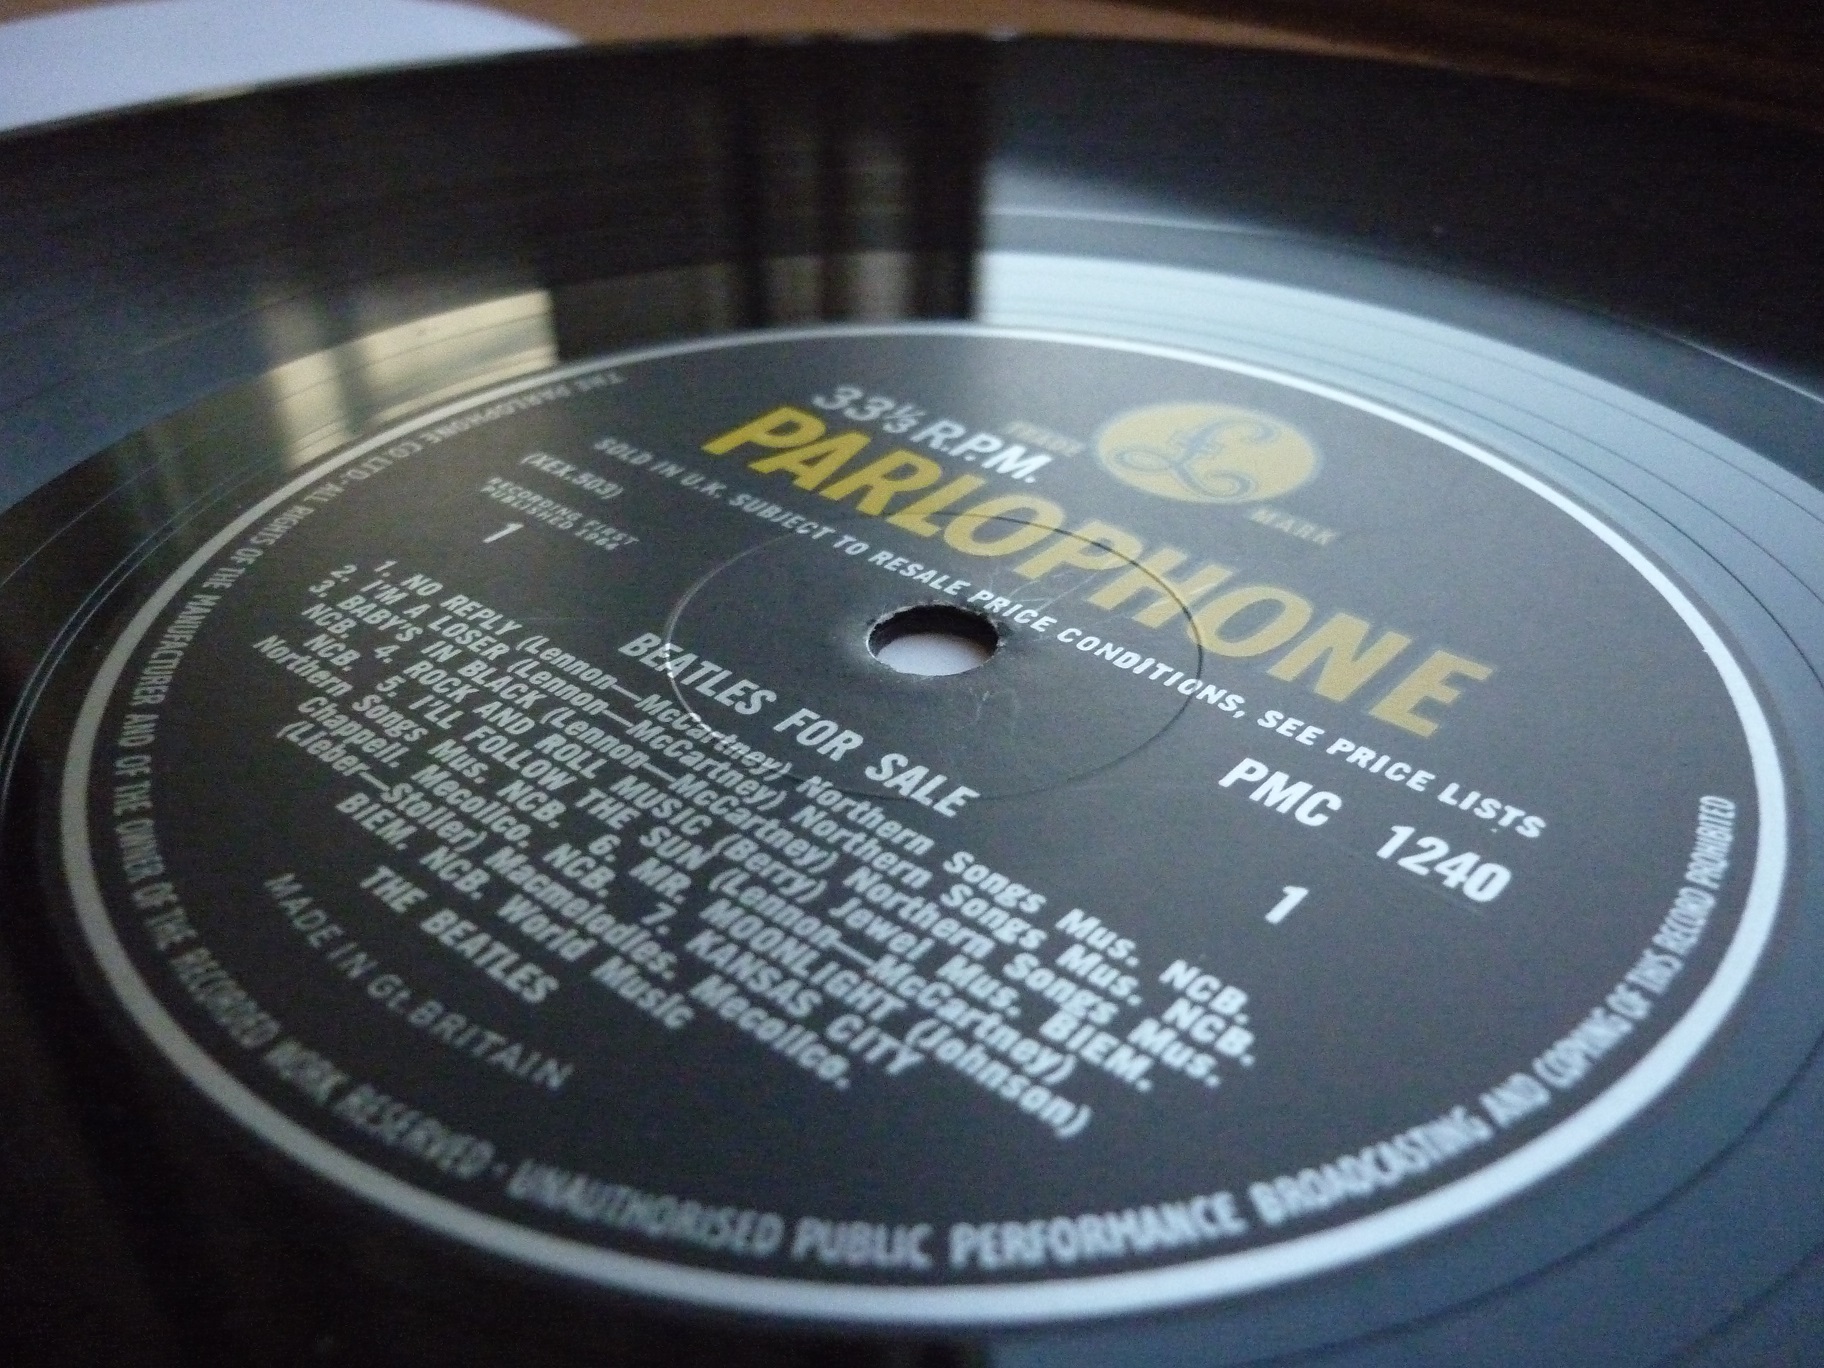 33⅓ R.P.M.
TRADE MARK
£
PARLOPHONE
SOLD IN U.K. SUBJECT TO RESALE PRICE CONDITIONS, SEE PRICE LISTS
(XEX.503)
PMC 1240
RECORDING FIRST
PUBLISHED 1964
1
1
BEATLES FOR SALE
1. NO REPLY (Lennon—McCartney) Northern Songs Mus. NCB.
2. I'M A LOSER (Lennon—McCartney) Northern Songs Mus. NCB.
3. BABY'S IN BLACK (Lennon—McCartney) Northern Songs Mus.
NCB. 4. ROCK AND ROLL MUSIC (Berry) Jewel Mus. BIEM.
NCB. 5. I'LL FOLLOW THE SUN (Lennon—McCartney)
Northern Songs Mus. NCB. 6. MR. MOONLIGHT (Johnson)
Chappell. Mecolico. NCB. 7. KANSAS CITY
(Lieber—Stoller) Macmelodies. Mecolico.
BIEM. NCB. World Music
THE BEATLES
MADE IN GT. BRITAIN
THE PARLOPHONE CO LTD · ALL RIGHTS OF THE MANUFACTURER AND OF THE OWNER OF THE RECORDED WORK RESERVED · UNAUTHORISED PUBLIC PERFORMANCE BROADCASTING AND COPYING OF THIS RECORD PROHIBITED